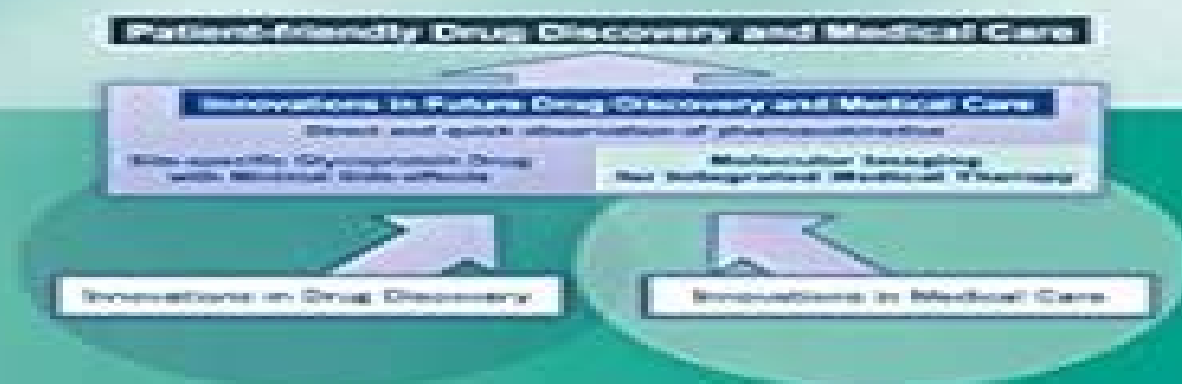 Patient-friendly Drug Discovery and Medical Care
Innovations in Future Drug Discovery and Medical Care
Direct and quick observation of pharmacokinetics
Site-specific Glycoprotein Drug
with Minimal Side-effects
Molecular Imaging
for Integrated Medical Therapy
Innovations in Drug Discovery
Innovations in Medical Care